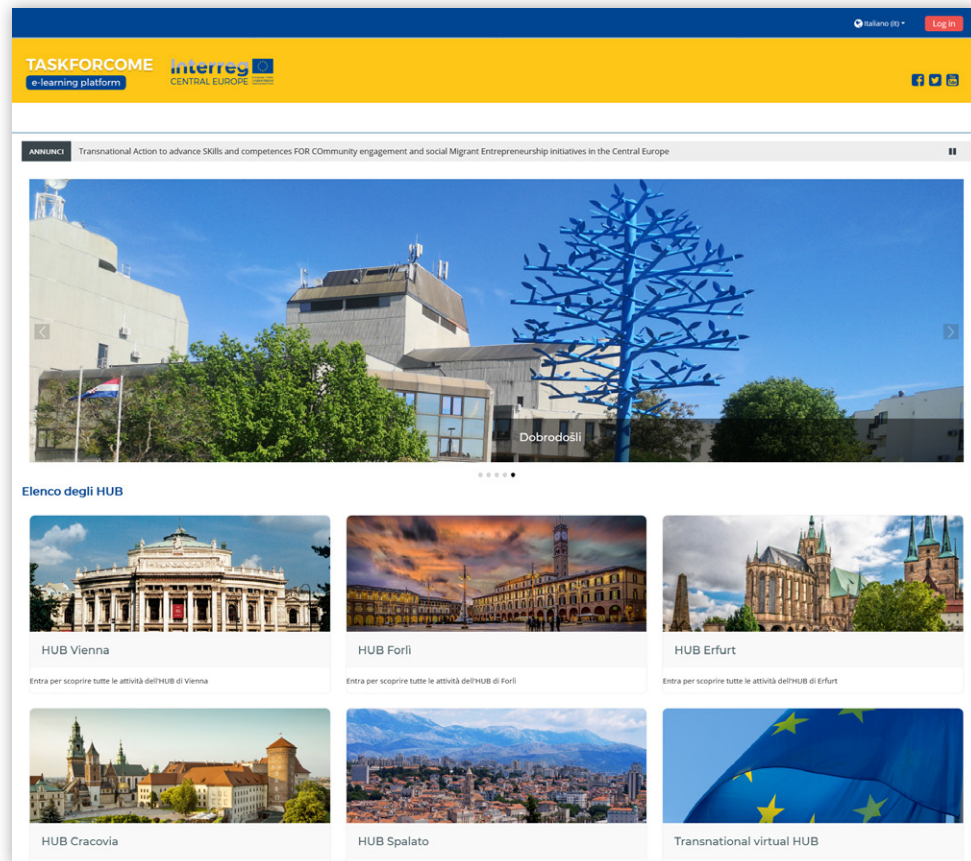 Italiano (it)
Log in
TASKFORCOME
e-learning platform
Interreg
CENTRAL EUROPE
ANNUNCI
Transnational Action to advance SKills and competences FOR COmmunity engagement and social Migrant Entrepreneurship initiatives in the Central Europe
Dobrodošli
Elenco degli HUB
HUB Vienna
HUB Forlì
HUB Erfurt
Entra per scoprire tutte le attività dell'HUB di Vienna
Entra per scoprire tutte le attività dell'HUB di Forlì
Entra per scoprire tutte le attività dell'HUB di Erfurt
HUB Cracovia
HUB Spalato
Transnational virtual HUB